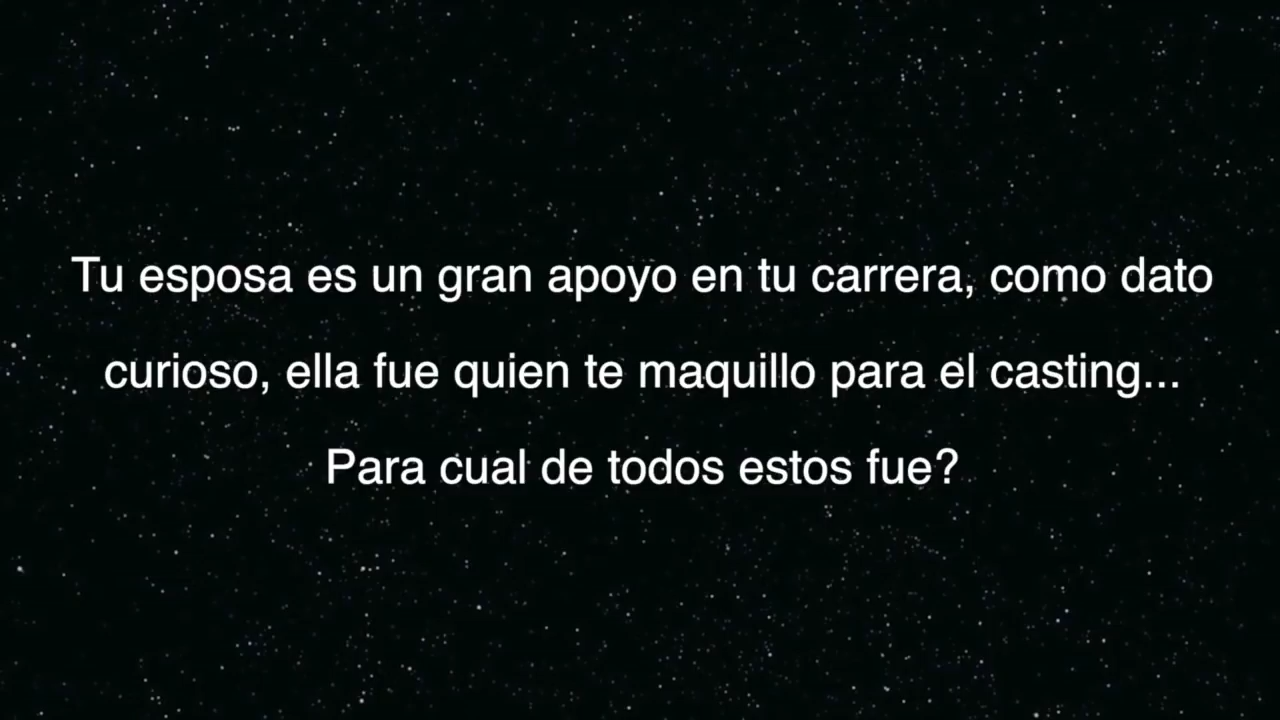 Tu esposa es un gran apoyo en tu carrera, como dato
curioso, ella fue quien te maquillo para el casting...
Para cual de todos estos fue?